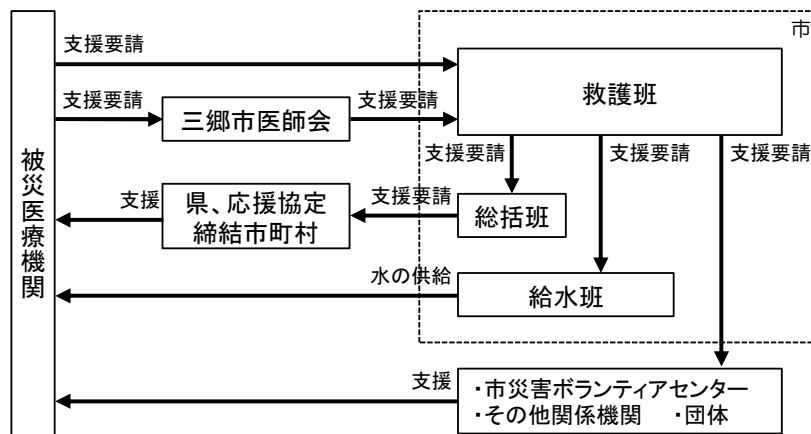 市
支援要請
救護班
支援要請
三郷市医師会
支援要請
被災医療機関
支援要請
支援要請
支援要請
支援
県、応援協定
締結市町村
支援要請
総括班
水の供給
給水班
支援
・市災害ボランティアセンター
・その他関係機関 ・団体